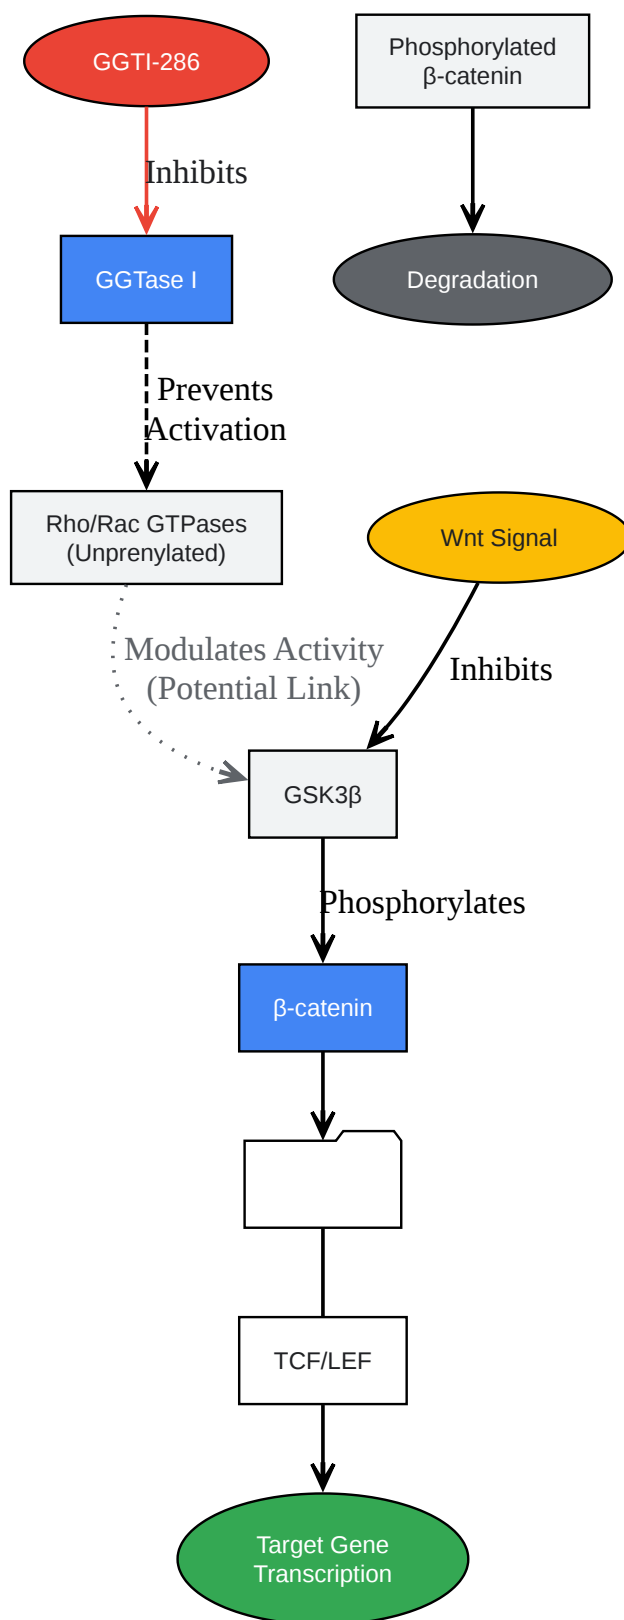 GGTI-286
Phosphorylated
β-catenin
Inhibits
GGTase I
Degradation
Prevents
Activation
Rho/Rac GTPases
(Unprenylated)
Wnt Signal
Modulates Activity
(Potential Link)
Inhibits
GSK3β
Phosphorylates
β-catenin
TCF/LEF
Target Gene
Transcription